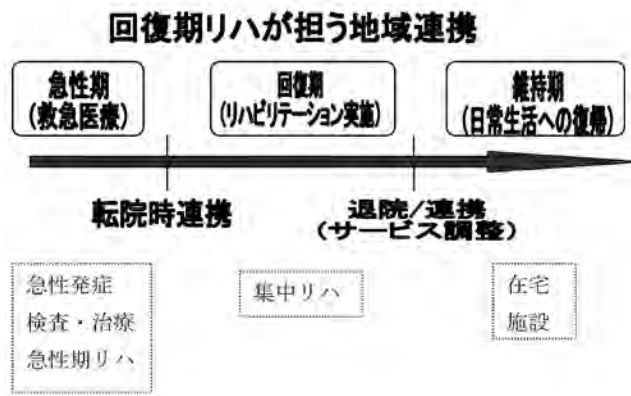 回復期リハが担う地域連携
急性期
(救急医療)
回復期
(リハビリテーション実施)
維持期
(日常生活への復帰)
転院時連携
退院/連携
(サービス調整)
急性発症
検査・治療
急性期リハ
集中リハ
在宅
施設